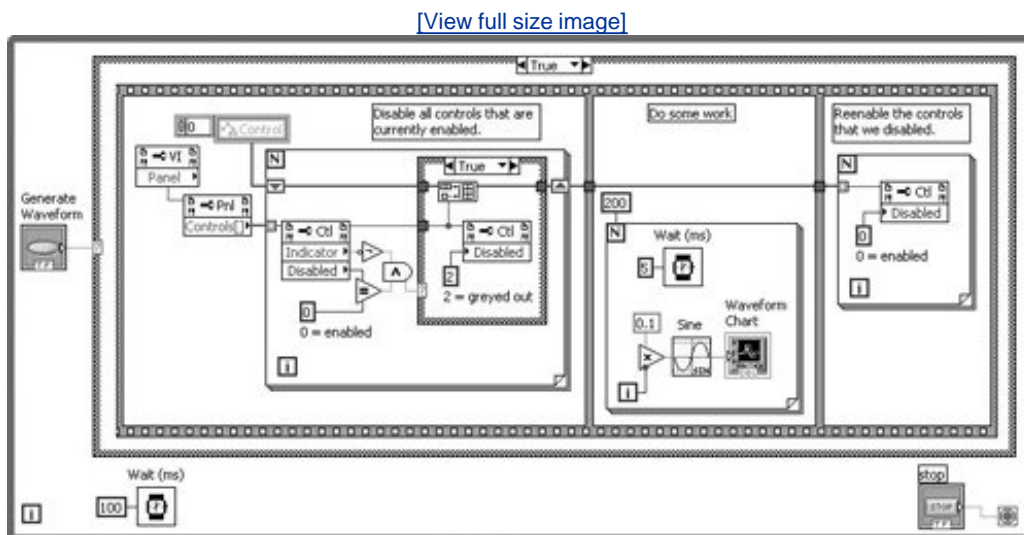 [View full size image]
True
Disable all controls that are
currently enabled.
Do some work
Reenable the controls
that we disabled.
0
Control
VI
Panel
Pnl
Controls[]
N
True
Ctl
Indicator
Disabled
0
0 = enabled
Ctl
Disabled
2
2 = greyed out
i
200
N
Wait (ms)
5
0.1
Sine
SIN
Waveform
Chart
i
N
Ctl
Disabled
0
0 = enabled
i
Generate
Waveform
TF
Wait (ms)
100
i
stop
STOP
TF